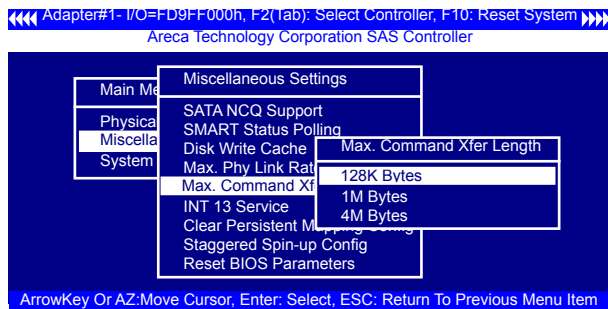 Adapter#1- I/O=FD9FF000h, F2(Tab): Select Controller, F10: Reset System
Areca Technology Corporation SAS Controller
Main Me
Physica
Miscella
System
Miscellaneous Settings
SATA NCQ Support
SMART Status Polling
Disk Write Cache
Max. Phy Link Rat
Max. Command Xf
INT 13 Service
Clear Persistent Mapping Config
Staggered Spin-up Config
Reset BIOS Parameters
Max. Command Xfer Length
128K Bytes
1M Bytes
4M Bytes
ArrowKey Or AZ:Move Cursor, Enter: Select, ESC: Return To Previous Menu Item